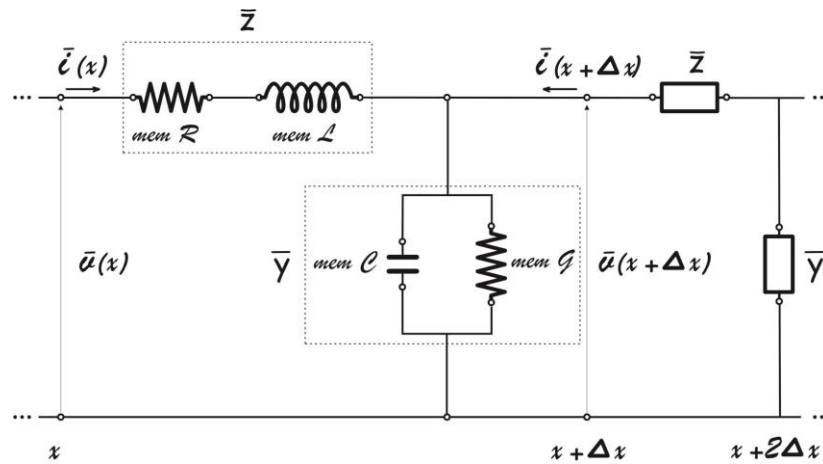 z̄
ī(x)
ī(x + Δx)
z̄
...
...
mem R
mem L
v̄(x)
ȳ
mem C
mem G
v̄(x + Δx)
ȳ
...
...
x
x + Δx
x + 2Δx